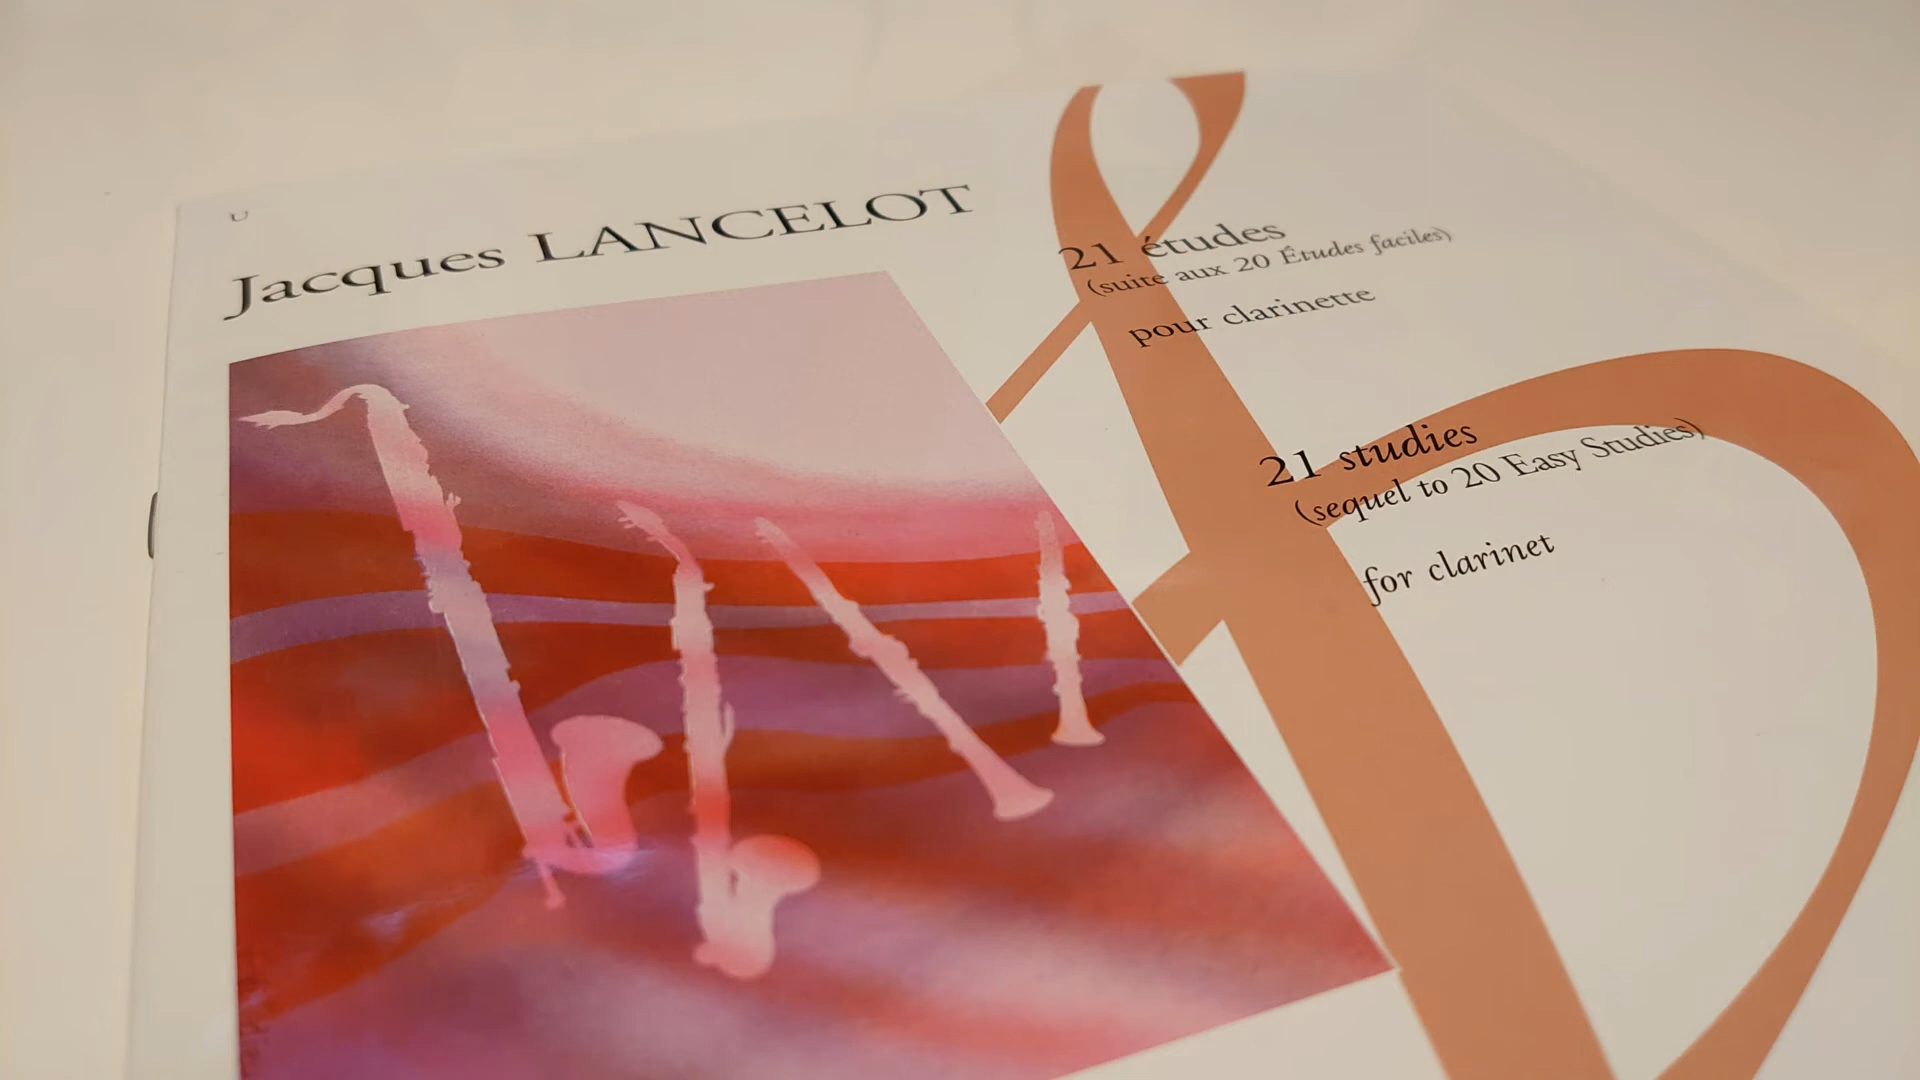 U
Jacques LANCELOT
21 études
(suite aux 20 Études faciles)
pour clarinette
21 studies
(sequel to 20 Easy Studies)
for clarinet